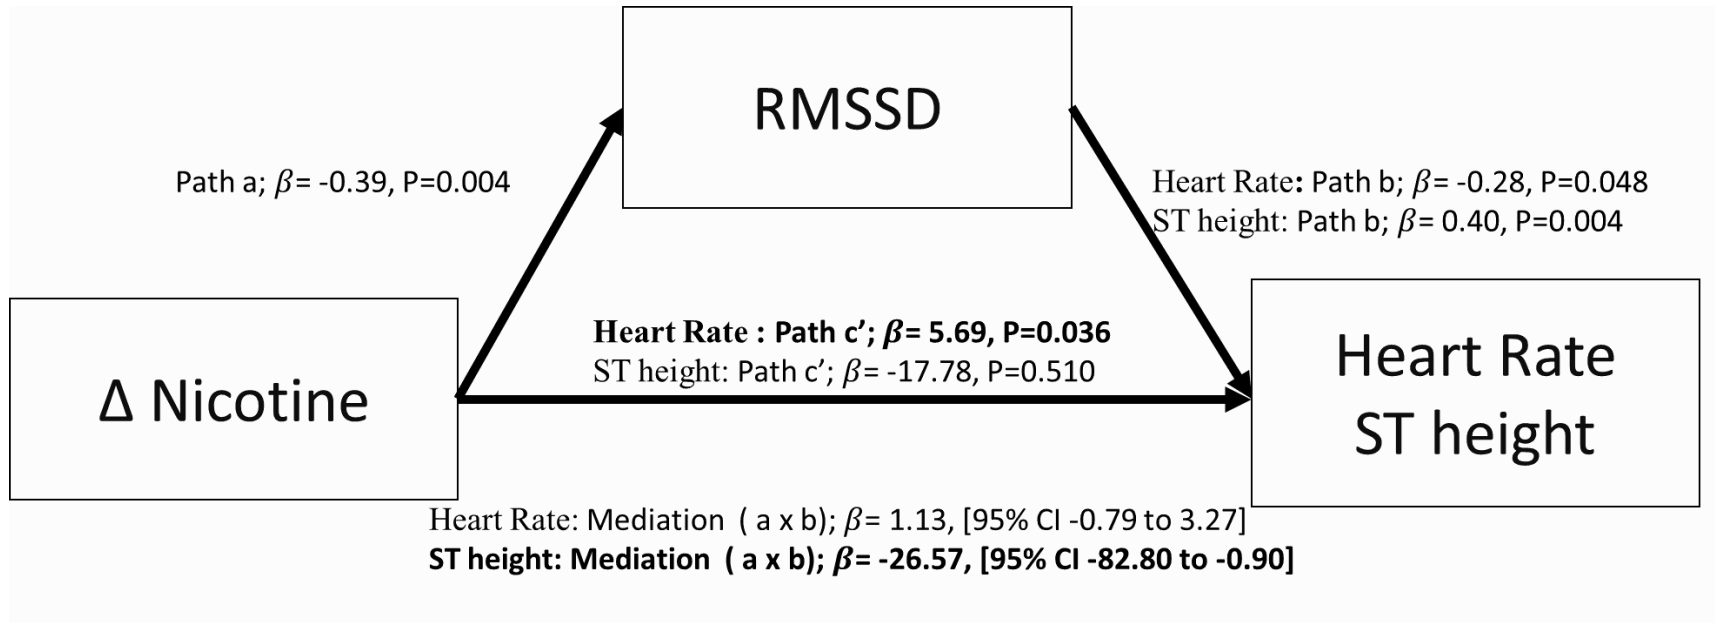 RMSSD
Path a; β= -0.39, P=0.004
Heart Rate: Path b; β= -0.28, P=0.048
ST height: Path b; β= 0.40, P=0.004
Heart Rate : Path c’; β= 5.69, P=0.036
ST height: Path c’; β= -17.78, P=0.510
Δ Nicotine
Heart Rate
ST height
Heart Rate: Mediation ( a x b); β= 1.13, [95% CI -0.79 to 3.27]
ST height: Mediation ( a x b); β= -26.57, [95% CI -82.80 to -0.90]